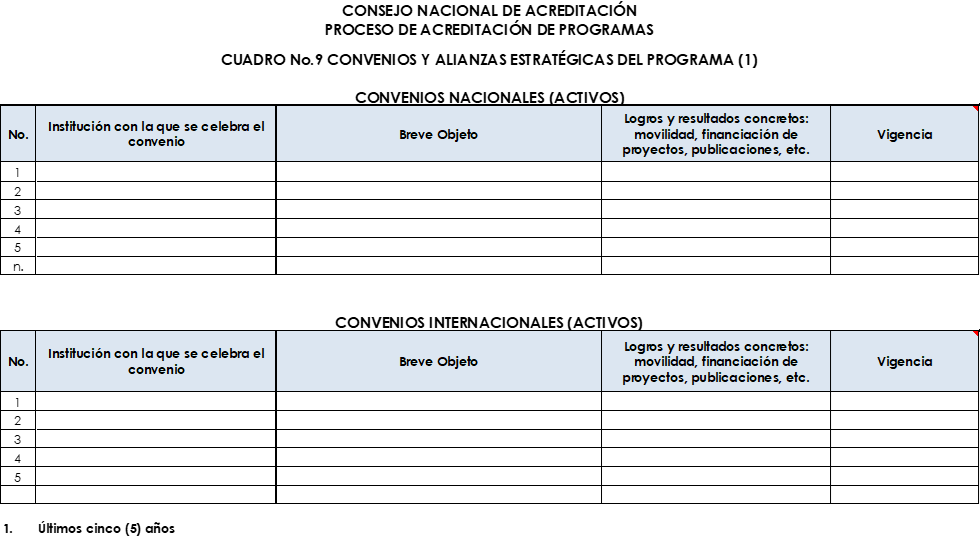 CONSEJO NACIONAL DE ACREDITACIÓN
PROCESO DE ACREDITACIÓN DE PROGRAMAS
CUADRO No.9 CONVENIOS Y ALIANZAS ESTRATÉGICAS DEL PROGRAMA (1)
CONVENIOS NACIONALES (ACTIVOS)
No.
Institución con la que se celebra el
convenio
Breve Objeto
Logros y resultados concretos:
movilidad, financiación de
proyectos, publicaciones, etc.
Vigencia
1
2
3
4
5
n.
CONVENIOS INTERNACIONALES (ACTIVOS)
No.
Institución con la que se celebra el
convenio
Breve Objeto
Logros y resultados concretos:
movilidad, financiación de
proyectos, publicaciones, etc.
Vigencia
1
2
3
4
5
1. Últimos cinco (5) años